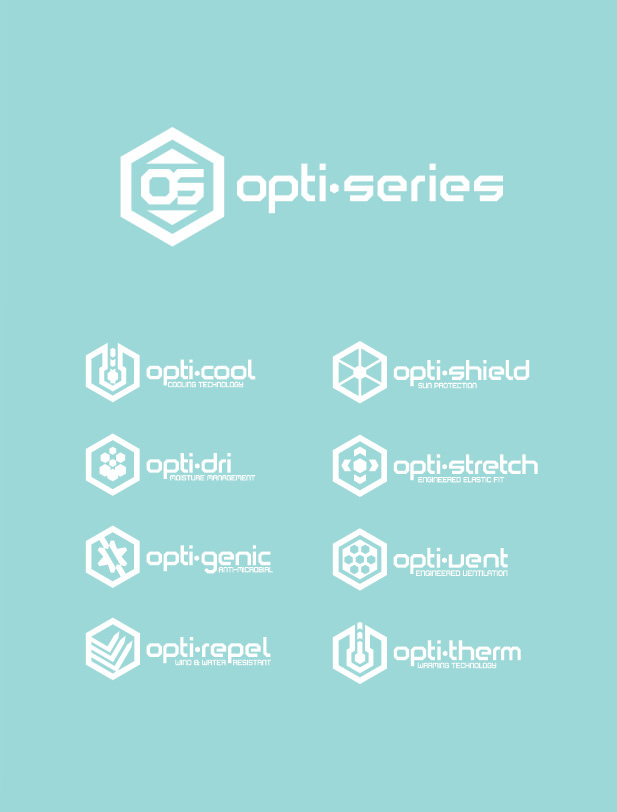 OS
opti•series
opti•cool
COOLING TECHNOLOGY
opti•shield
SUN PROTECTION
opti•dri
MOISTURE MANAGEMENT
opti•stretch
ENGINEERED ELASTIC FIT
opti•genic
ANTI-MICROBIAL
opti•vent
ENGINEERED VENTILATION
opti•repel
WIND & WATER RESISTANT
opti•therm
WARMING TECHNOLOGY